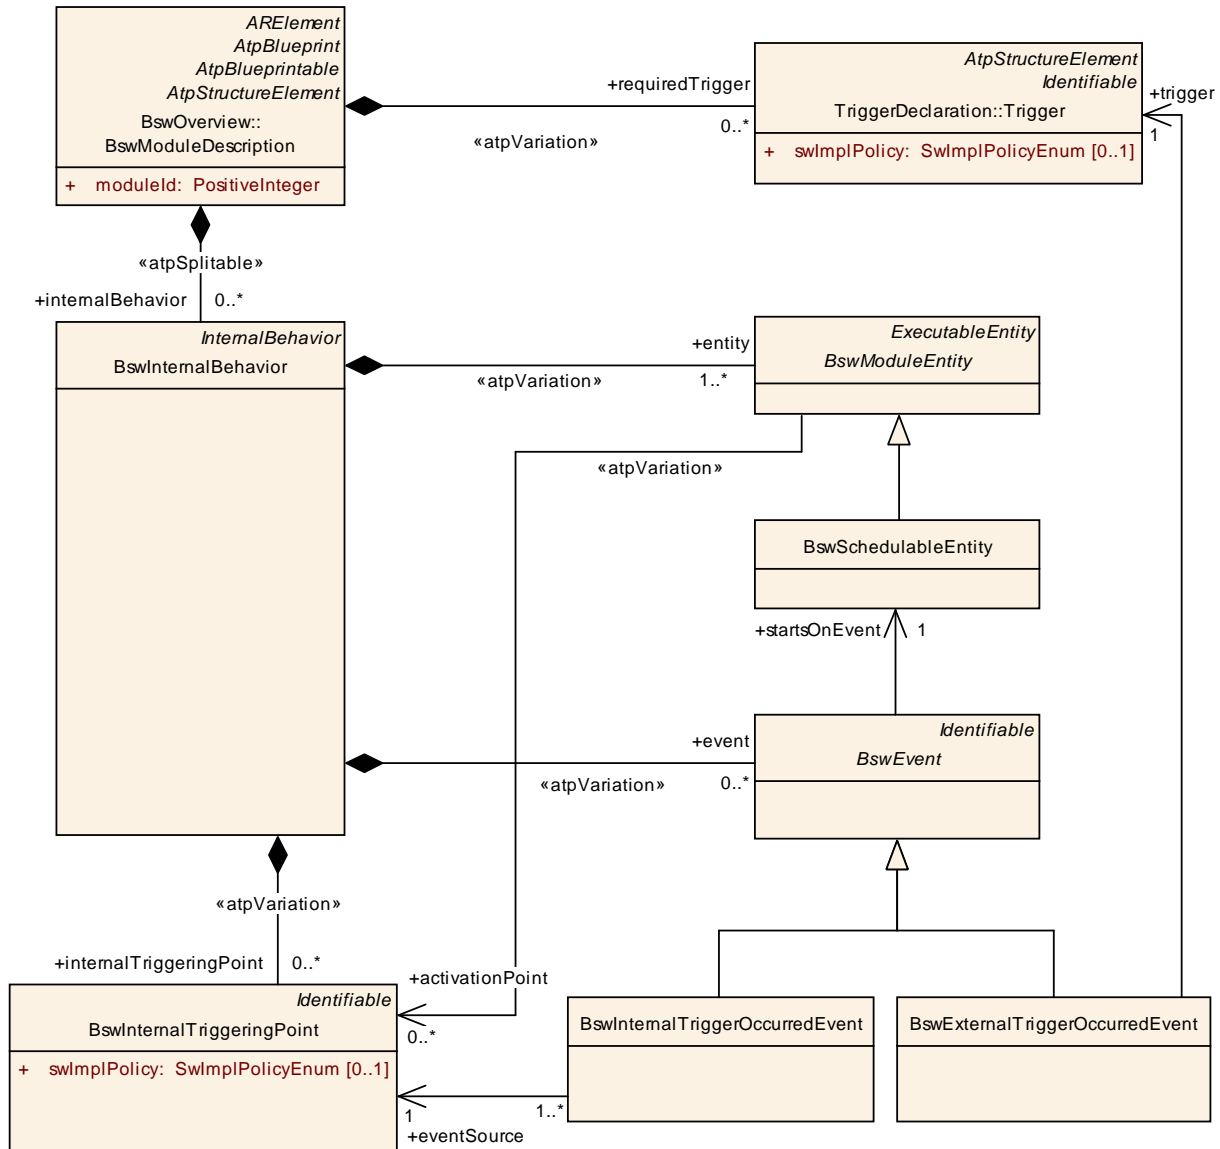 ARElement
AtpBlueprint
AtpBlueprintable
AtpStructureElement
BswOverview::
BswModuleDescription
+ moduleId: PositiveInteger
+requiredTrigger
0..*
«atpVariation»
AtpStructureElement
Identifiable
TriggerDeclaration::Trigger
+ swImplPolicy: SwImplPolicyEnum [0..1]
+trigger
1
«atpSplitable»
+internalBehavior 0..*
InternalBehavior
BswInternalBehavior
+entity
1..*
«atpVariation»
ExecutableEntity
BswModuleEntity
«atpVariation»
BswSchedulableEntity
+startsOnEvent 1
+event
0..*
«atpVariation»
Identifiable
BswEvent
«atpVariation»
+internalTriggeringPoint 0..*
+activationPoint
0..*
Identifiable
BswInternalTriggeringPoint
+ swImplPolicy: SwImplPolicyEnum [0..1]
BswInternalTriggerOccurredEvent
BswExternalTriggerOccurredEvent
1..*
1
+eventSource